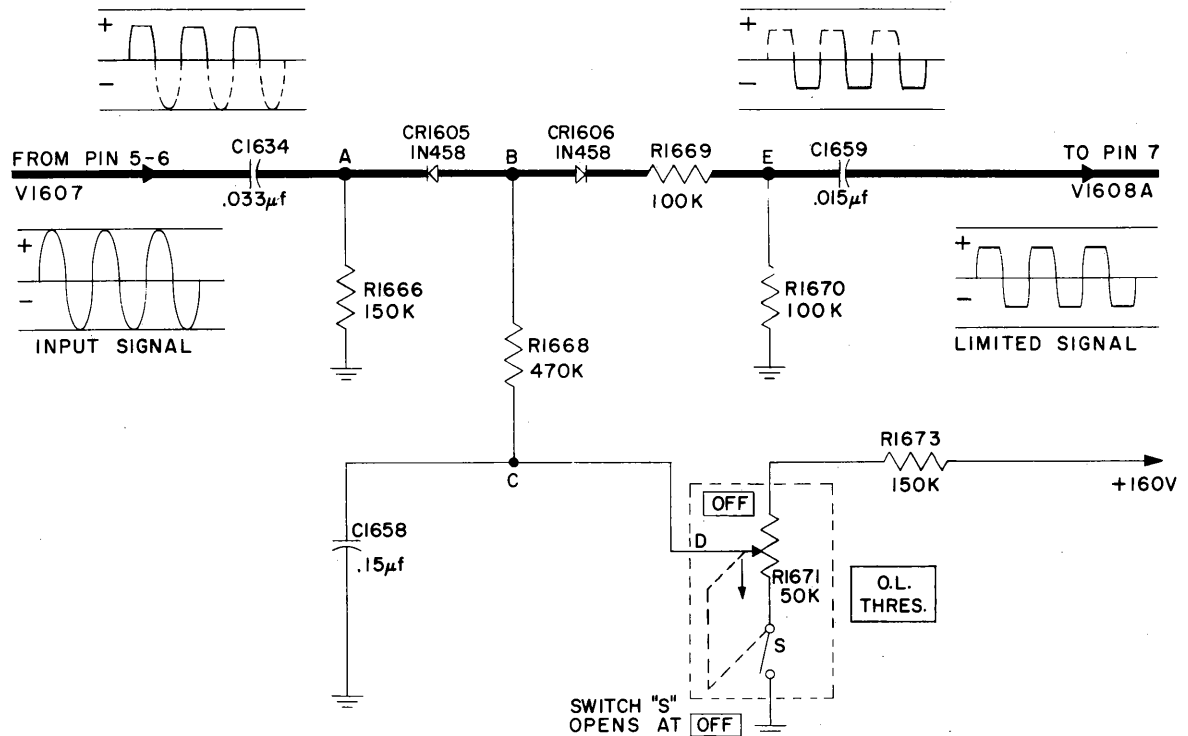 +
−
+
−
CR1605
1N458
CR1606
1N458
FROM PIN 5-6
C1634
A
B
R1669
E
C1659
TO PIN 7
V1607
.033µf
100K
.015µf
V1608A
+
−
+
−
R1666
150K
R1670
100K
INPUT SIGNAL
R1668
470K
LIMITED SIGNAL
R1673
150K
+160V
C
OFF
C1658
.15µf
D
R1671
50K
O.L.
THRES.
S
SWITCH "S"
OPENS AT OFF